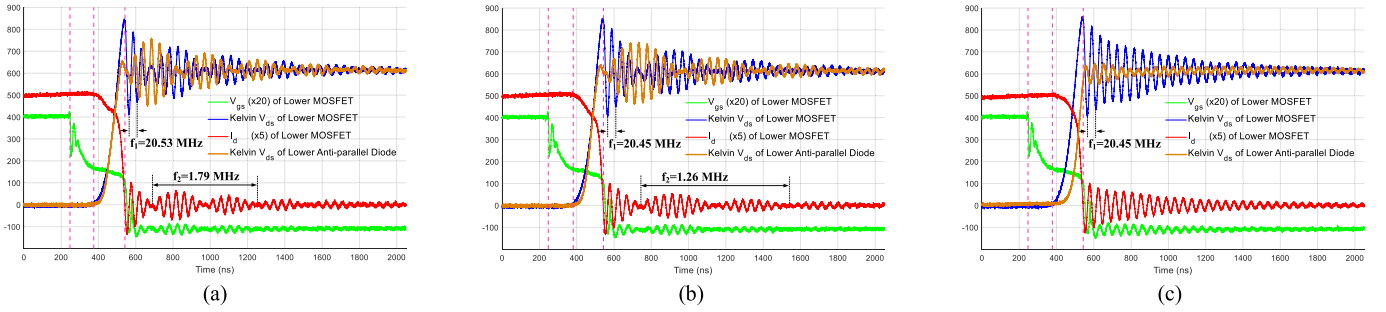 900
800
700
600
500
400
300
200
100
0
-100
0 200 400 600 800 1000 1200 1400 1600 1800 2000
Time (ns)
V_gs (x20) of Lower MOSFET
Kelvin V_ds of Lower MOSFET
I_d (x5) of Lower MOSFET
Kelvin V_ds of Lower Anti-parallel Diode
f_1=20.53 MHz
f_2=1.79 MHz
(a)
900
800
700
600
500
400
300
200
100
0
-100
0 200 400 600 800 1000 1200 1400 1600 1800 2000
Time (ns)
V_gs (x20) of Lower MOSFET
Kelvin V_ds of Lower MOSFET
I_d (x5) of Lower MOSFET
Kelvin V_ds of Lower Anti-parallel Diode
f_1=20.45 MHz
f_2=1.26 MHz
(b)
900
800
700
600
500
400
300
200
100
0
-100
0 200 400 600 800 1000 1200 1400 1600 1800 2000
Time (ns)
V_gs (x20) of Lower MOSFET
Kelvin V_ds of Lower MOSFET
I_d (x5) of Lower MOSFET
Kelvin V_ds of Lower Anti-parallel Diode
f_1=20.45 MHz
(c)